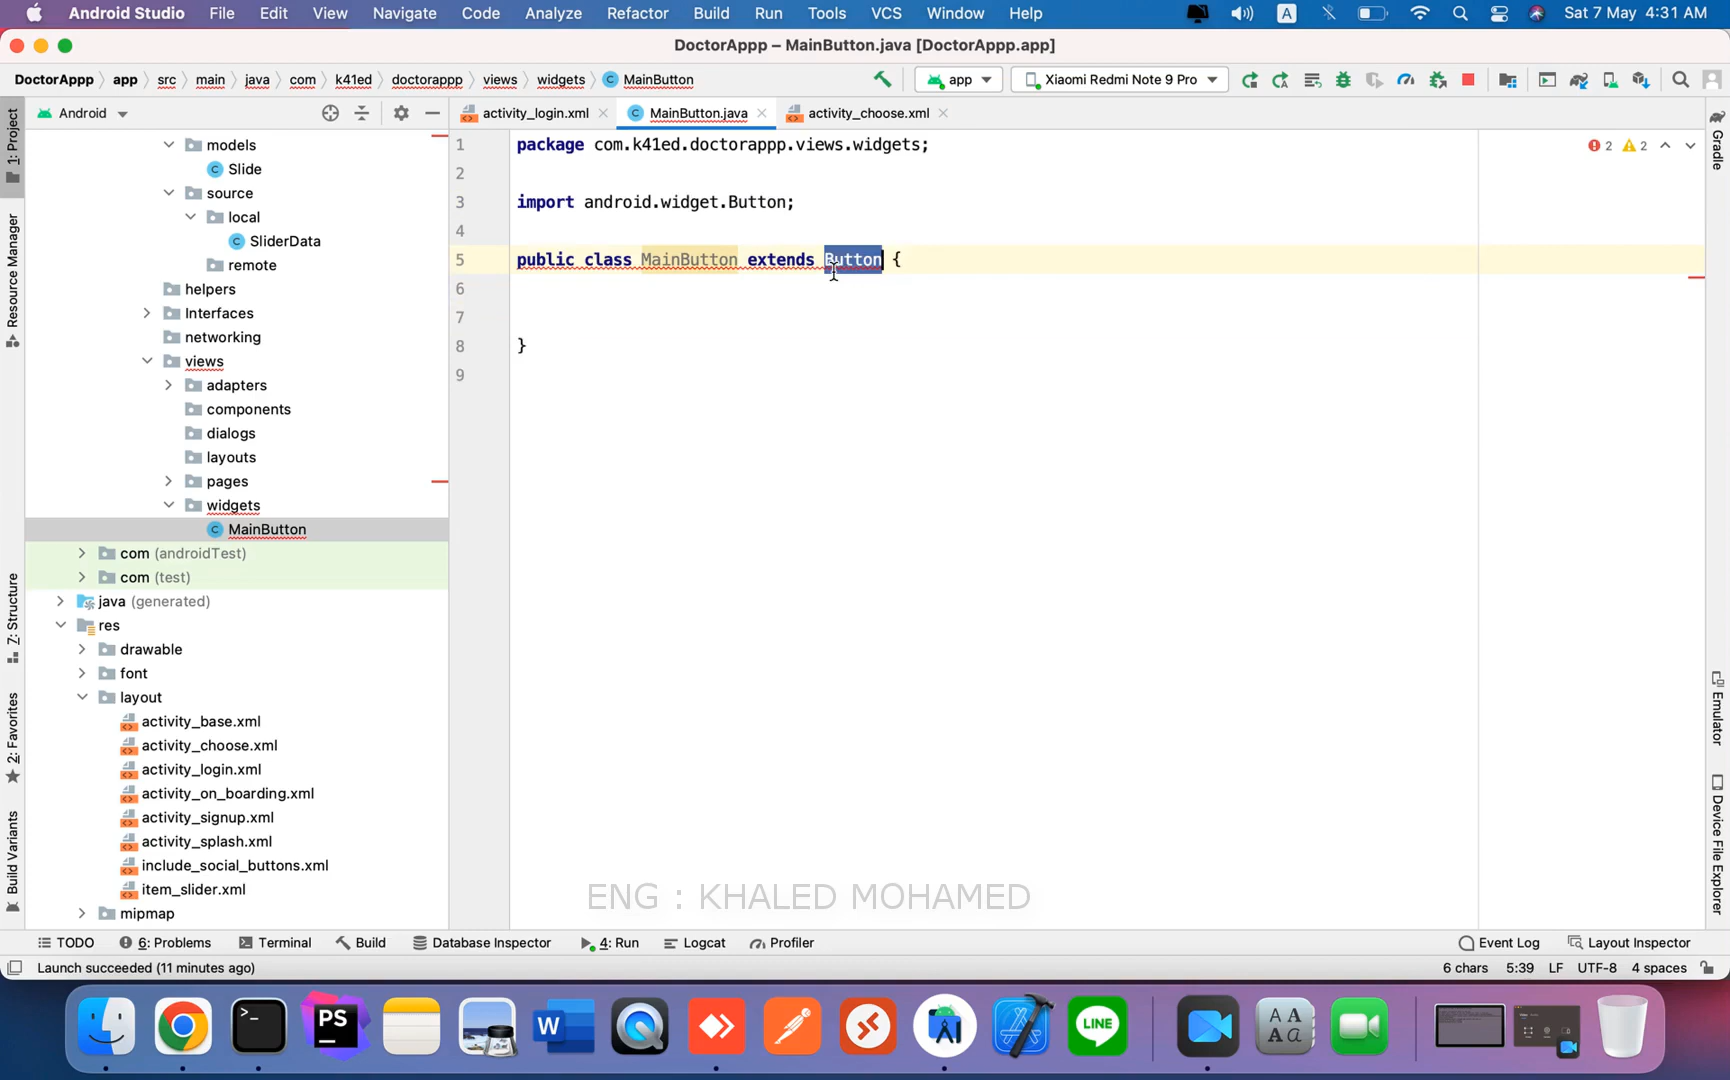 Android Studio File Edit View Navigate Code Analyze Refactor Build Run Tools VCS Window Help A Sat 7 May 4:31 AM
DoctorAppp – MainButton.java [DoctorAppp.app]
DoctorAppp app src main java com k41ed doctorappp views widgets C MainButton app Xiaomi Redmi Note 9 Pro
Android activity_login.xml C MainButton.java activity_choose.xml
1: Project
Resource Manager
7: Structure
2: Favorites
Build Variants
models
C Slide
source
local
C SliderData
remote
helpers
Interfaces
networking
views
adapters
components
dialogs
layouts
pages
widgets
C MainButton
com (androidTest)
com (test)
java (generated)
res
drawable
font
layout
activity_base.xml
activity_choose.xml
activity_login.xml
activity_on_boarding.xml
activity_signup.xml
activity_splash.xml
include_social_buttons.xml
item_slider.xml
mipmap
1 package com.k41ed.doctorappp.views.widgets;
2
3 import android.widget.Button;
4
5 public class MainButton extends Button {
6
7
8 }
9
2 2
Gradle
Emulator
Device File Explorer
ENG : KHALED MOHAMED
TODO 6: Problems Terminal Build Database Inspector 4: Run Logcat Profiler Event Log Layout Inspector
Launch succeeded (11 minutes ago) 6 chars 5:39 LF UTF-8 4 spaces
>_ PS W LINE
A A
A a